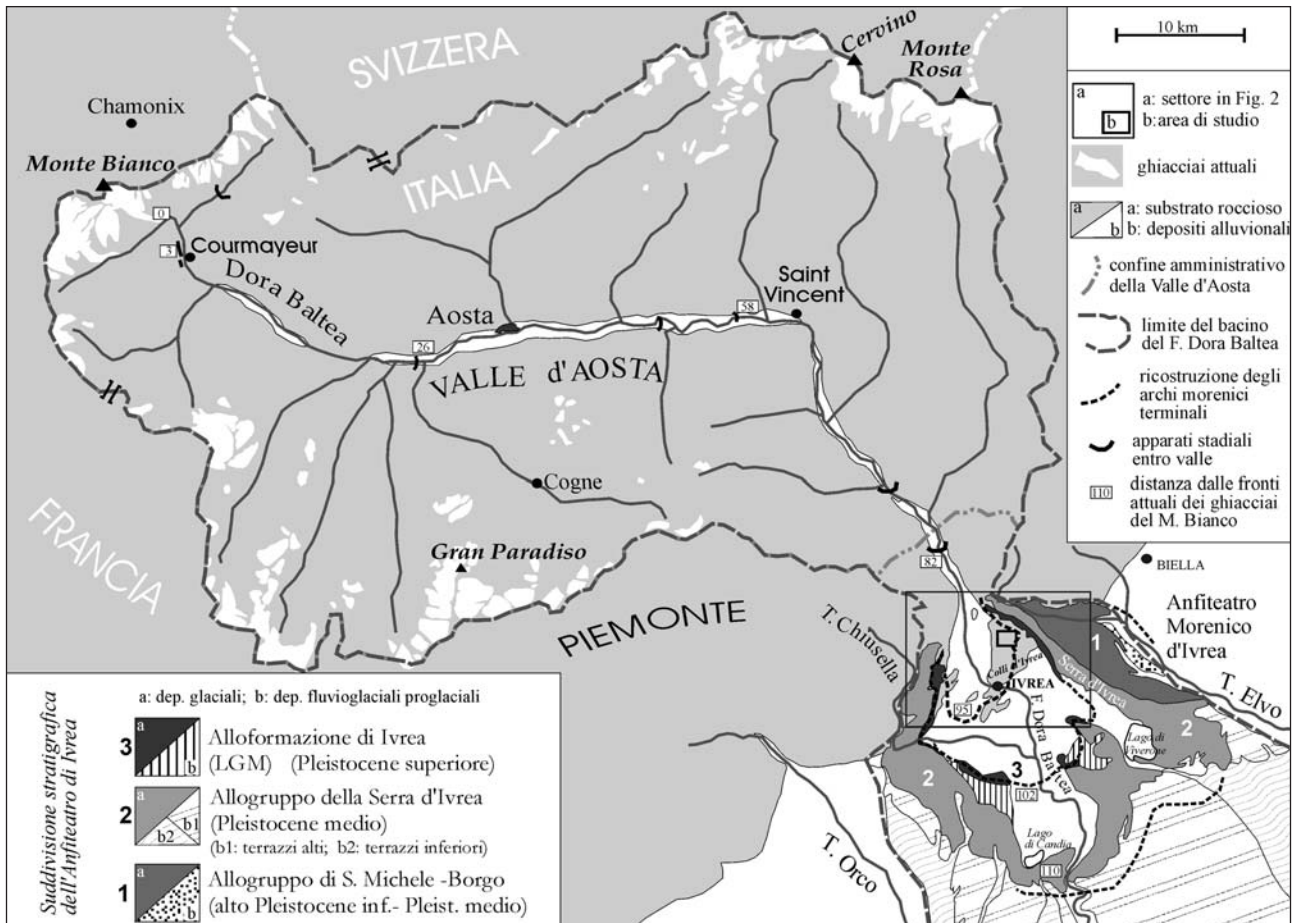 SVIZZERA
Cervino
Monte
Rosa
Chamonix
Monte Bianco
ITALIA
0
3
Courmayeur
Dora Baltea
Aosta
26
58
Saint
Vincent
VALLE d'AOSTA
Cogne
FRANCIA
Gran Paradiso
82
PIEMONTE
T. Chiusella
BIELLA
Anfiteatro
Morenico
d'Ivrea
1
Colli d'Ivrea
IVREA
Serra d'Ivrea
T. Elvo
95
F. Dora Baltea
2
Lago di
Viverone
2
3
102
T. Orco
Lago
di Candia
110
10 km
a
b
a: settore in Fig. 2
b:area di studio
ghiacciai attuali
a
b
a: substrato roccioso
b: depositi alluvionali
confine amministrativo
della Valle d'Aosta
limite del bacino
del F. Dora Baltea
ricostruzione degli
archi morenici
terminali
apparati stadiali
entro valle
110
distanza dalle fronti
attuali dei ghiacciai
del M. Bianco
Suddivisione stratigrafica
dell'Anfiteatro di Ivrea
a: dep. glaciali; b: dep. fluvioglaciali proglaciali
3
a
b
Alloformazione di Ivrea
(LGM) (Pleistocene superiore)
2
a
b1
b2
Allogruppo della Serra d'Ivrea
(Pleistocene medio)
(b1: terrazzi alti; b2: terrazzi inferiori)
1
a
b
Allogruppo di S. Michele -Borgo
(alto Pleistocene inf.- Pleist. medio)